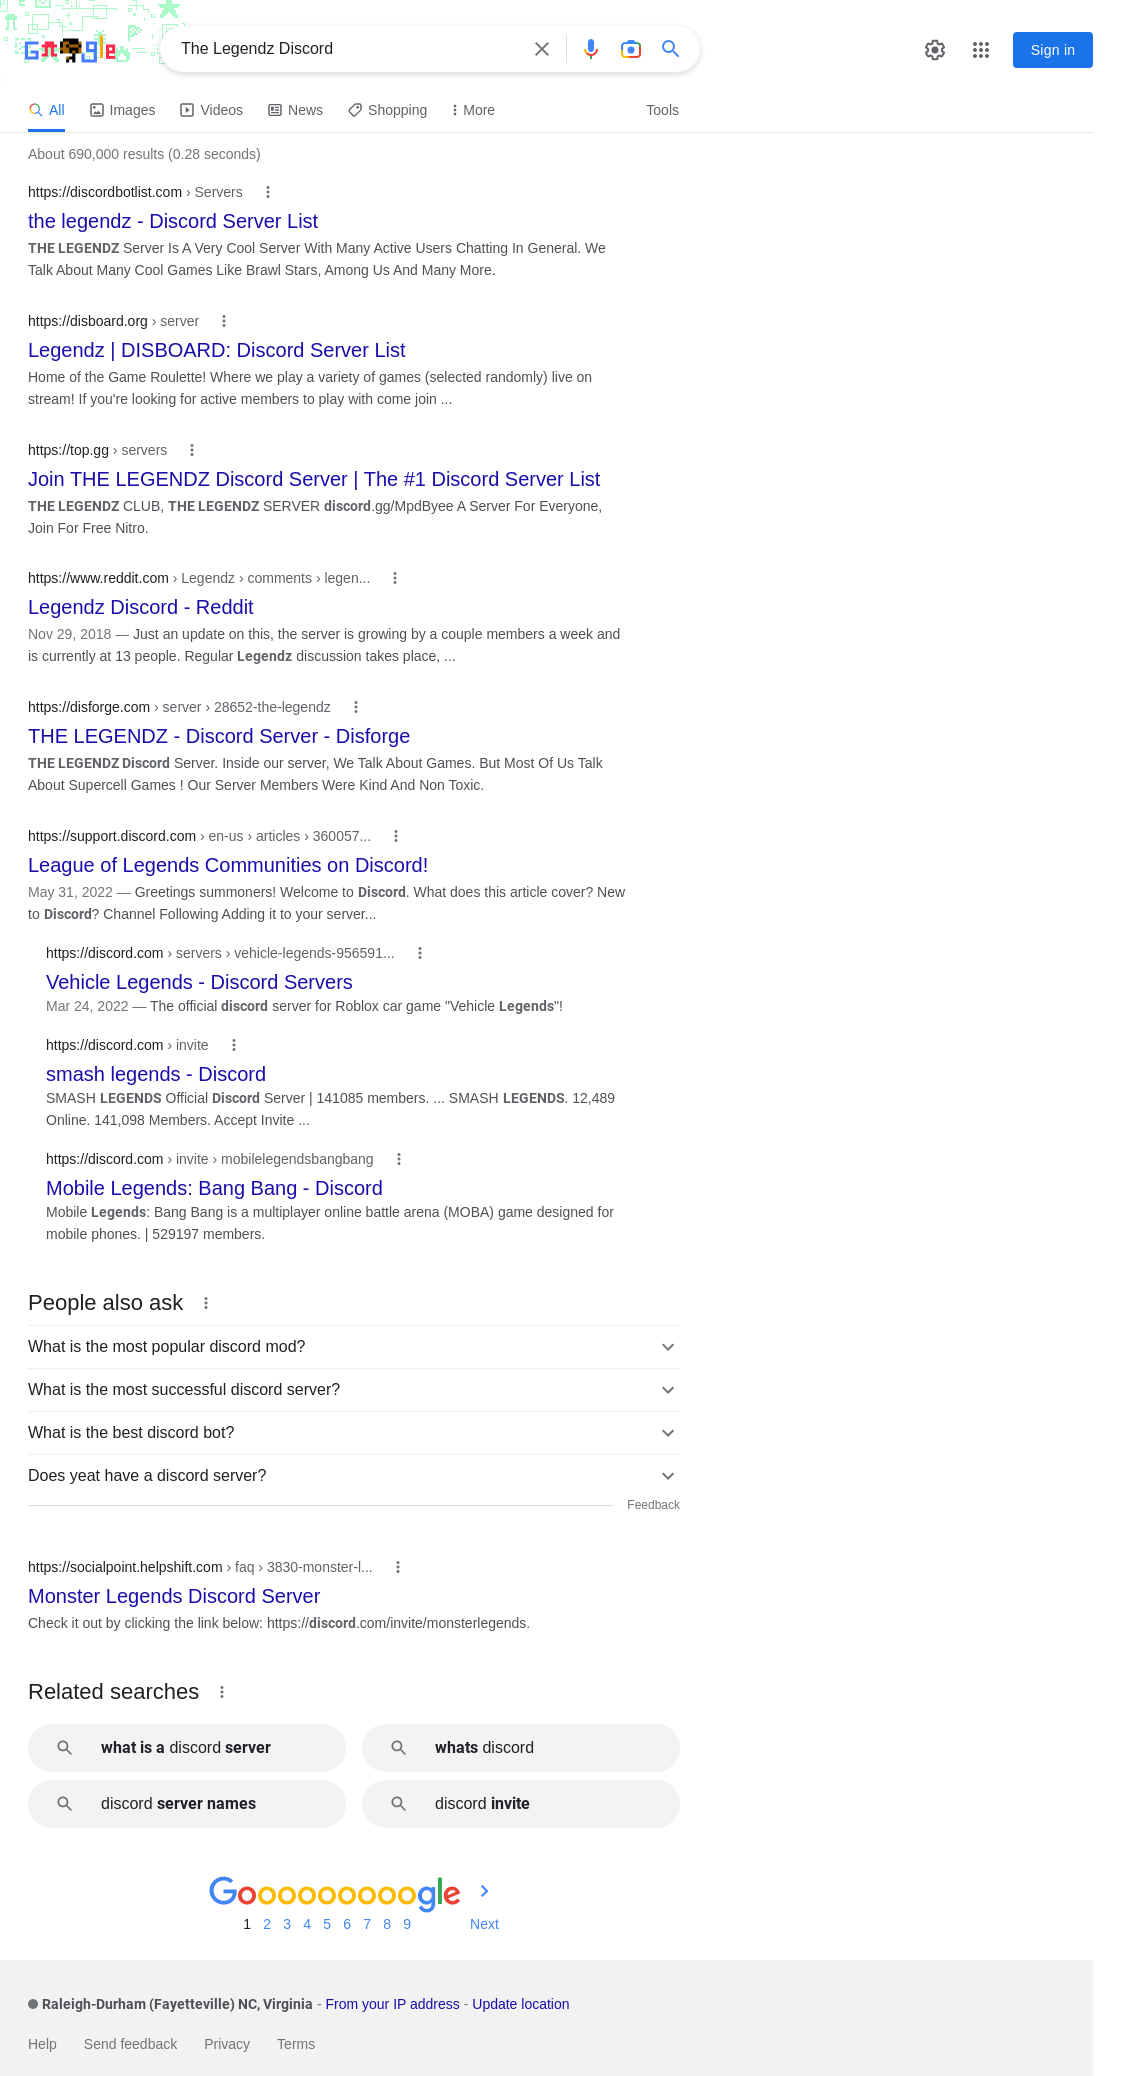 The Legendz Discord
Sign in
All
Images
Videos
News
Shopping
More
Tools
About 690,000 results (0.28 seconds)
https://discordbotlist.com › Servers
the legendz - Discord Server List
THE LEGENDZ Server Is A Very Cool Server With Many Active Users Chatting In General. We
Talk About Many Cool Games Like Brawl Stars, Among Us And Many More.
https://disboard.org › server
Legendz | DISBOARD: Discord Server List
Home of the Game Roulette! Where we play a variety of games (selected randomly) live on
stream! If you're looking for active members to play with come join ...
https://top.gg › servers
Join THE LEGENDZ Discord Server | The #1 Discord Server List
THE LEGENDZ CLUB, THE LEGENDZ SERVER discord.gg/MpdByee A Server For Everyone,
Join For Free Nitro.
https://www.reddit.com › Legendz › comments › legen...
Legendz Discord - Reddit
Nov 29, 2018 — Just an update on this, the server is growing by a couple members a week and
is currently at 13 people. Regular Legendz discussion takes place, ...
https://disforge.com › server › 28652-the-legendz
THE LEGENDZ - Discord Server - Disforge
THE LEGENDZ Discord Server. Inside our server, We Talk About Games. But Most Of Us Talk
About Supercell Games ! Our Server Members Were Kind And Non Toxic.
https://support.discord.com › en-us › articles › 360057...
League of Legends Communities on Discord!
May 31, 2022 — Greetings summoners! Welcome to Discord. What does this article cover? New
to Discord? Channel Following Adding it to your server...
https://discord.com › servers › vehicle-legends-956591...
Vehicle Legends - Discord Servers
Mar 24, 2022 — The official discord server for Roblox car game "Vehicle Legends"!
https://discord.com › invite
smash legends - Discord
SMASH LEGENDS Official Discord Server | 141085 members. ... SMASH LEGENDS. 12,489
Online. 141,098 Members. Accept Invite ...
https://discord.com › invite › mobilelegendsbangbang
Mobile Legends: Bang Bang - Discord
Mobile Legends: Bang Bang is a multiplayer online battle arena (MOBA) game designed for
mobile phones. | 529197 members.
People also ask
What is the most popular discord mod?
What is the most successful discord server?
What is the best discord bot?
Does yeat have a discord server?
Feedback
https://socialpoint.helpshift.com › faq › 3830-monster-l...
Monster Legends Discord Server
Check it out by clicking the link below: https://discord.com/invite/monsterlegends.
Related searches
what is a discord server
whats discord
discord server names
discord invite
Gooooooooogle
1 2 3 4 5 6 7 8 9 Next
Raleigh-Durham (Fayetteville) NC, Virginia - From your IP address - Update location
Help Send feedback Privacy Terms